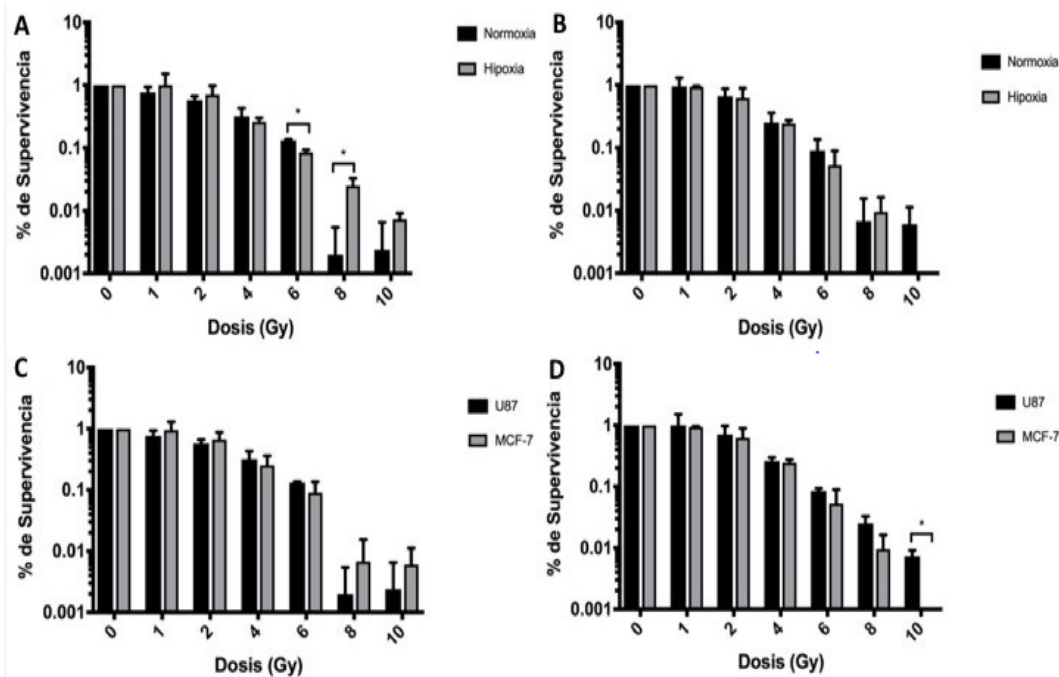 A
% de Supervivencia
10
1
0.1
0.01
0.001
*
*
0 1 2 4 6 8 10
Dosis (Gy)
Normoxia
Hipoxia
B
% de Supervivencia
10
1
0.1
0.01
0.001
0 1 2 4 6 8 10
Dosis (Gy)
Normoxia
Hipoxia
C
% de Supervivencia
10
1
0.1
0.01
0.001
0 1 2 4 6 8 10
Dosis (Gy)
U87
MCF-7
D
% de Supervivencia
10
1
0.1
0.01
0.001
*
0 1 2 4 6 8 10
Dosis (Gy)
U87
MCF-7